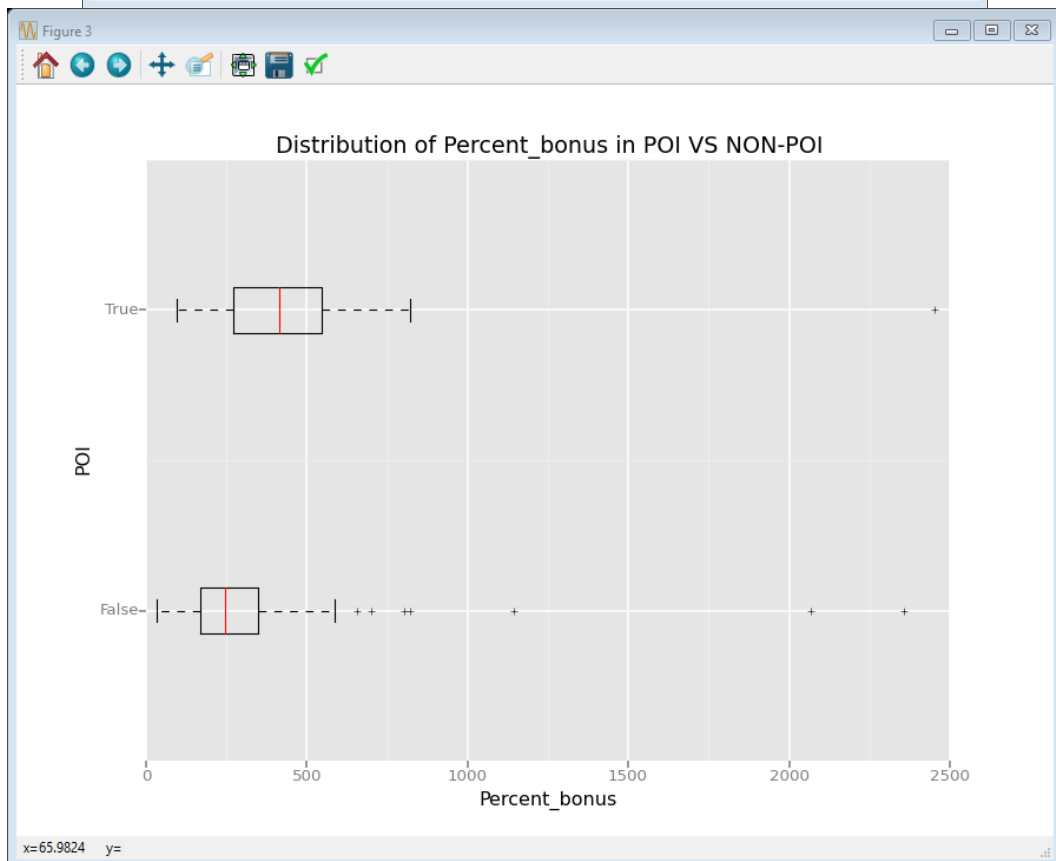 Figure 3
Distribution of Percent_bonus in POI VS NON-POI
True
POI
False
0 500 1000 1500 2000 2500
Percent_bonus
x=65.9824 y=